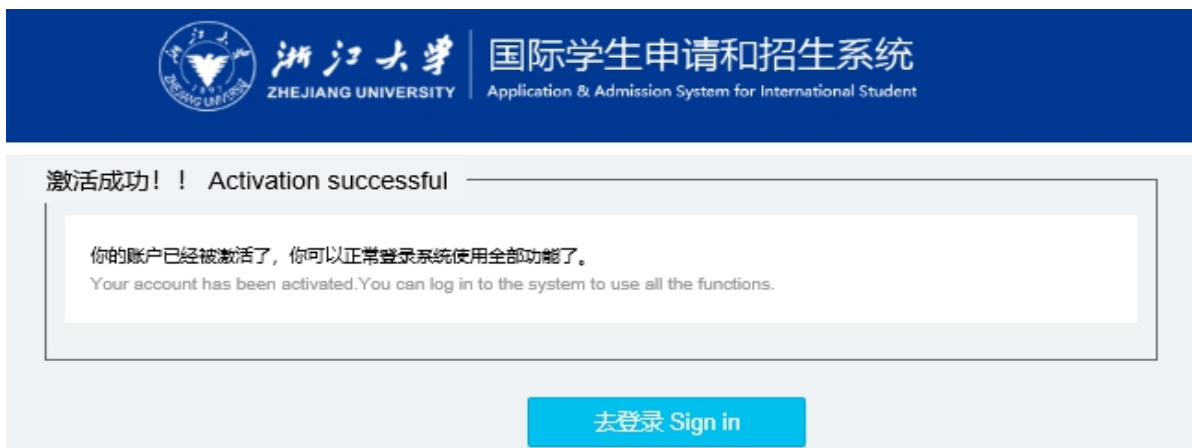 浙江大学
ZHEJIANG UNIVERSITY
国际学生申请和招生系统
Application & Admission System for International Student
激活成功！！ Activation successful
你的账户已经被激活了，你可以正常登录系统使用全部功能了。
Your account has been activated.You can log in to the system to use all the functions.
去登录 Sign in